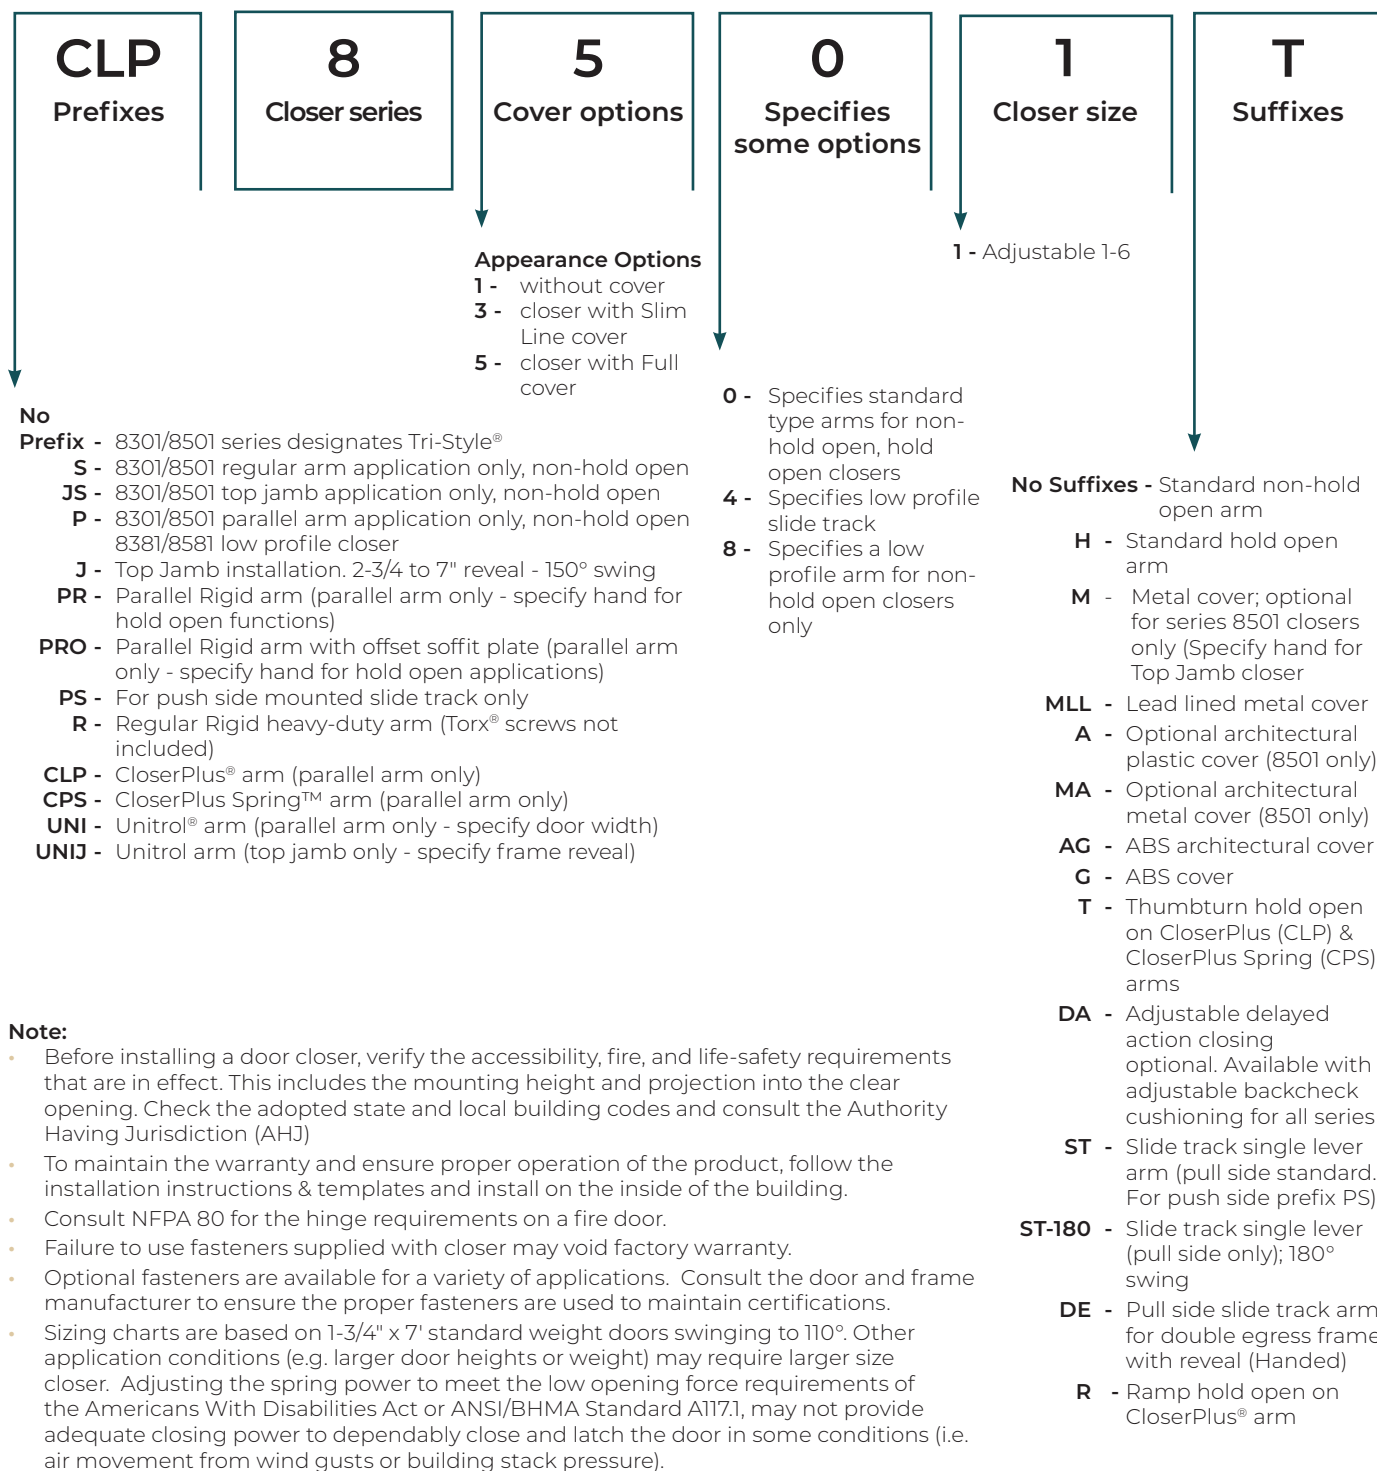 CLP
Prefixes
8
Closer series
5
Cover options
0
Specifies
some options
1
Closer size
T
Suffixes
No
Prefix - 8301/8501 series designates Tri-Style®
S - 8301/8501 regular arm application only, non-hold open
JS - 8301/8501 top jamb application only, non-hold open
P - 8301/8501 parallel arm application only, non-hold open
8381/8581 low profile closer
J - Top Jamb installation. 2-3/4 to 7" reveal - 150° swing
PR - Parallel Rigid arm (parallel arm only - specify hand for
hold open functions)
PRO - Parallel Rigid arm with offset soffit plate (parallel arm
only - specify hand for hold open applications)
PS - For push side mounted slide track only
R - Regular Rigid heavy-duty arm (Torx® screws not
included)
CLP - CloserPlus® arm (parallel arm only)
CPS - CloserPlus Spring™ arm (parallel arm only)
UNI - Unitrol® arm (parallel arm only - specify door width)
UNIJ - Unitrol arm (top jamb only - specify frame reveal)
Appearance Options
1 - without cover
3 - closer with Slim
Line cover
5 - closer with Full
cover
0 - Specifies standard
type arms for non-
hold open, hold
open closers
4 - Specifies low profile
slide track
8 - Specifies a low
profile arm for non-
hold open closers
only
1 - Adjustable 1-6
No Suffixes - Standard non-hold
open arm
H - Standard hold open
arm
M - Metal cover; optional
for series 8501 closers
only (Specify hand for
Top Jamb closer
MLL - Lead lined metal cover
A - Optional architectural
plastic cover (8501 only)
MA - Optional architectural
metal cover (8501 only)
AG - ABS architectural cover
G - ABS cover
T - Thumbturn hold open
on CloserPlus (CLP) &
CloserPlus Spring (CPS)
arms
DA - Adjustable delayed
action closing
optional. Available with
adjustable backcheck
cushioning for all series
ST - Slide track single lever
arm (pull side standard.
For push side prefix PS)
ST-180 - Slide track single lever
(pull side only); 180°
swing
DE - Pull side slide track arm
for double egress frame
with reveal (Handed)
R - Ramp hold open on
CloserPlus® arm
Note:
• Before installing a door closer, verify the accessibility, fire, and life-safety requirements
that are in effect. This includes the mounting height and projection into the clear
opening. Check the adopted state and local building codes and consult the Authority
Having Jurisdiction (AHJ)
• To maintain the warranty and ensure proper operation of the product, follow the
installation instructions & templates and install on the inside of the building.
• Consult NFPA 80 for the hinge requirements on a fire door.
• Failure to use fasteners supplied with closer may void factory warranty.
• Optional fasteners are available for a variety of applications. Consult the door and frame
manufacturer to ensure the proper fasteners are used to maintain certifications.
• Sizing charts are based on 1-3/4" x 7' standard weight doors swinging to 110°. Other
application conditions (e.g. larger door heights or weight) may require larger size
closer. Adjusting the spring power to meet the low opening force requirements of
the Americans With Disabilities Act or ANSI/BHMA Standard A117.1, may not provide
adequate closing power to dependably close and latch the door in some conditions (i.e.
air movement from wind gusts or building stack pressure).